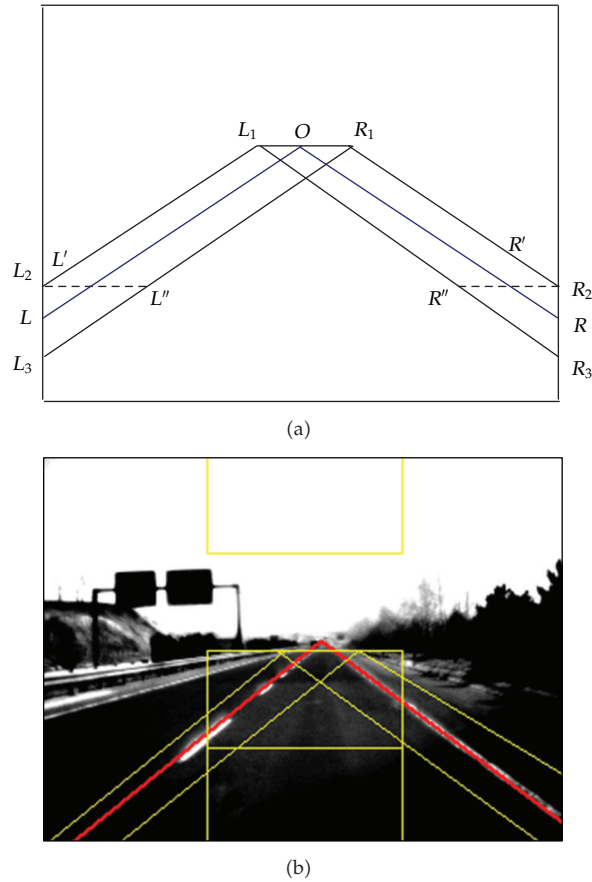 L₁ O R₁
L′ R′
L₂ L″ R″ R₂
L R
L₃ R₃
(a)
(b)